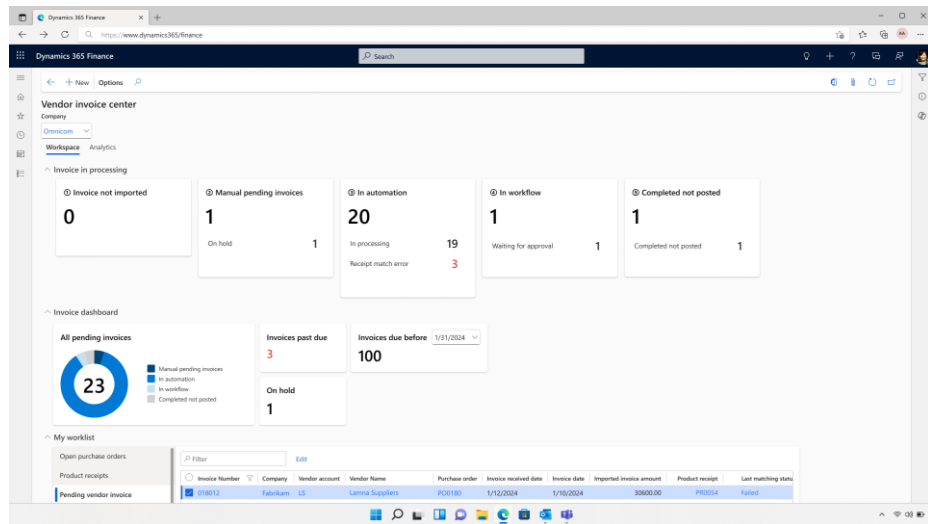 Dynamics 365 Finance
https://www.dynamics365/finance
Dynamics 365 Finance
Search
New Options
Vendor invoice center
Company
Omnicom
Workspace Analytics
Invoice in processing
① Invoice not imported
0
② Manual pending invoices
1
On hold 1
③ In automation
20
In processing 19
Receipt match error 3
④ In workflow
1
Waiting for approval 1
⑤ Completed not posted
1
Completed not posted 1
Invoice dashboard
All pending invoices
23
Manual pending invoices
In automation
In workflow
Completed not posted
Invoices past due
3
Invoices due before 1/31/2024
100
On hold
1
My worklist
Open purchase orders
Product receipts
Pending vendor invoice
Filter Edit
Invoice Number Company Vendor account Vendor Name Purchase order Invoice received date Invoice date Imported invoice amount Product receipt Last matching statu
018012 Fabrikam LS Lamna Suppliers PO0180 1/12/2024 1/10/2024 30600.00 PR0054 Failed